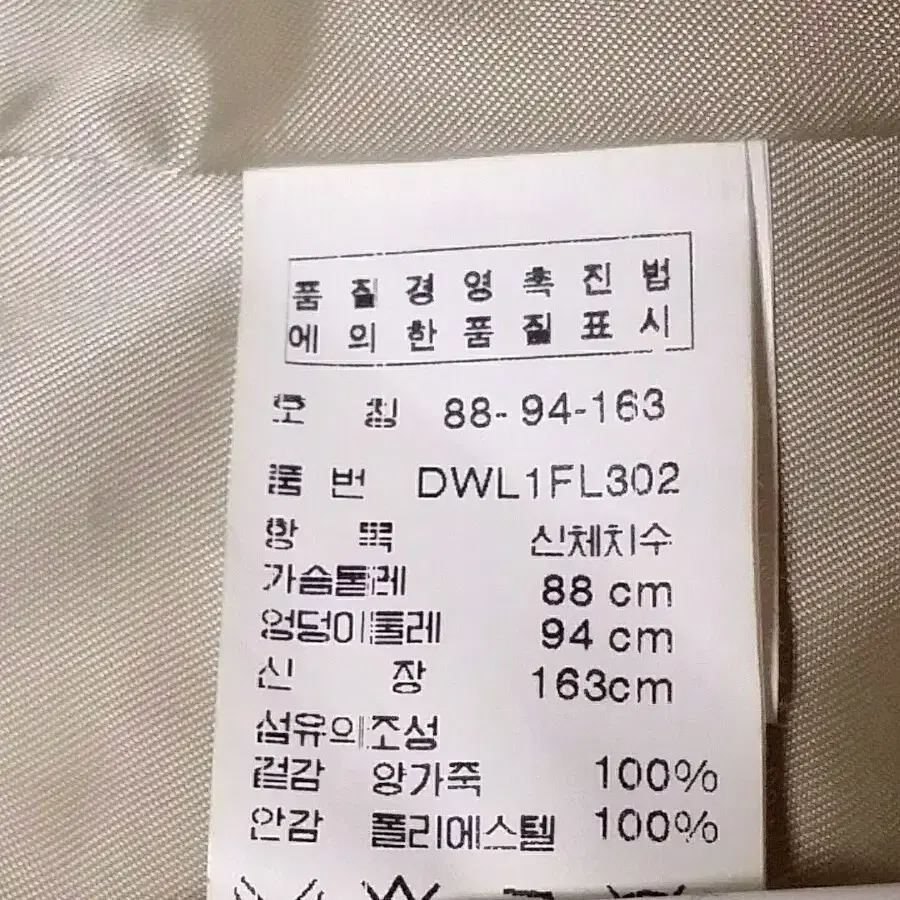 품질경영촉진법
에의한품질표시
호 칭 88-94-163
품 번 DWL1FL302
항 목 신체치수
가슴둘레 88 cm
엉덩이둘레 94 cm
신 장 163cm
섬유의조성
겉감 양가죽 100%
안감 폴리에스텔 100%